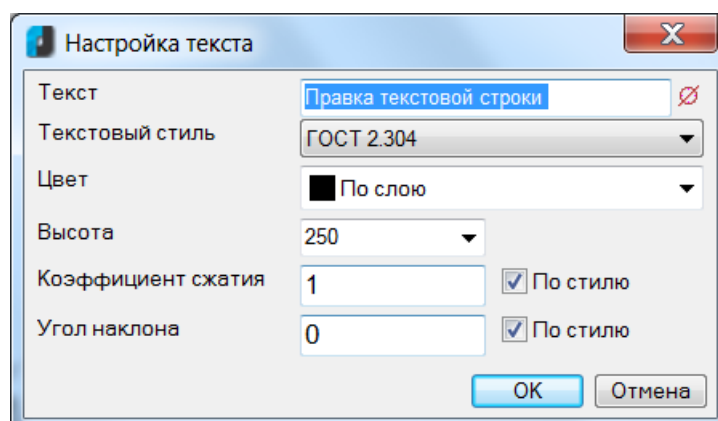 Настройка текста
Текст Правка текстовой строки ⌀
Текстовый стиль ГОСТ 2.304
Цвет По слою
Высота 250
Коэффициент сжатия 1 По стилю
Угол наклона 0 По стилю
OK Отмена